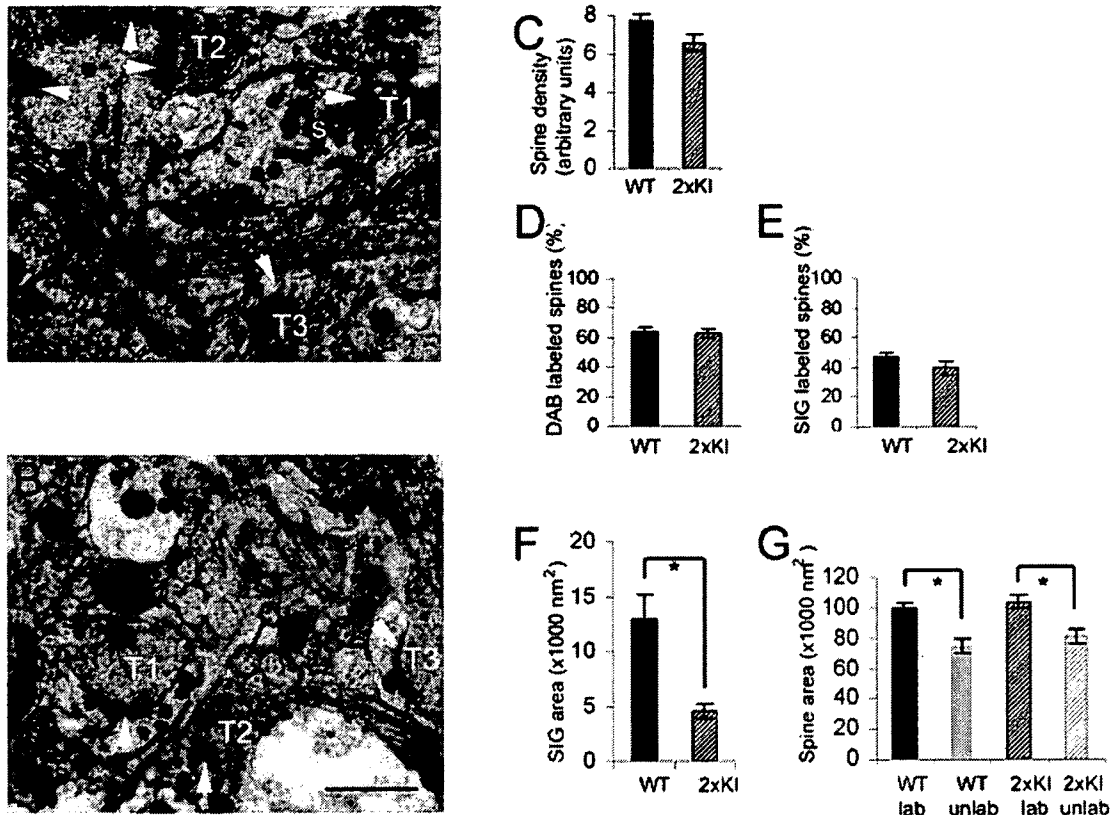 T2
T1
S
T3
B
T1
T3
T2
C
Spine density
(arbitrary units)
8
6
4
2
0
WT 2xKI
D
DAB labeled spines (%,
100
80
60
40
20
0
WT 2xKI
E
SIG labeled spines (%)
100
80
60
40
20
0
WT 2xKI
F
SIG area (x1000 nm²)
20
15
10
5
0
*
WT 2xKI
G
Spine area (x1000 nm²)
120
100
80
60
40
20
0
* *
WT WT 2xKI 2xKI
lab unlab lab unlab